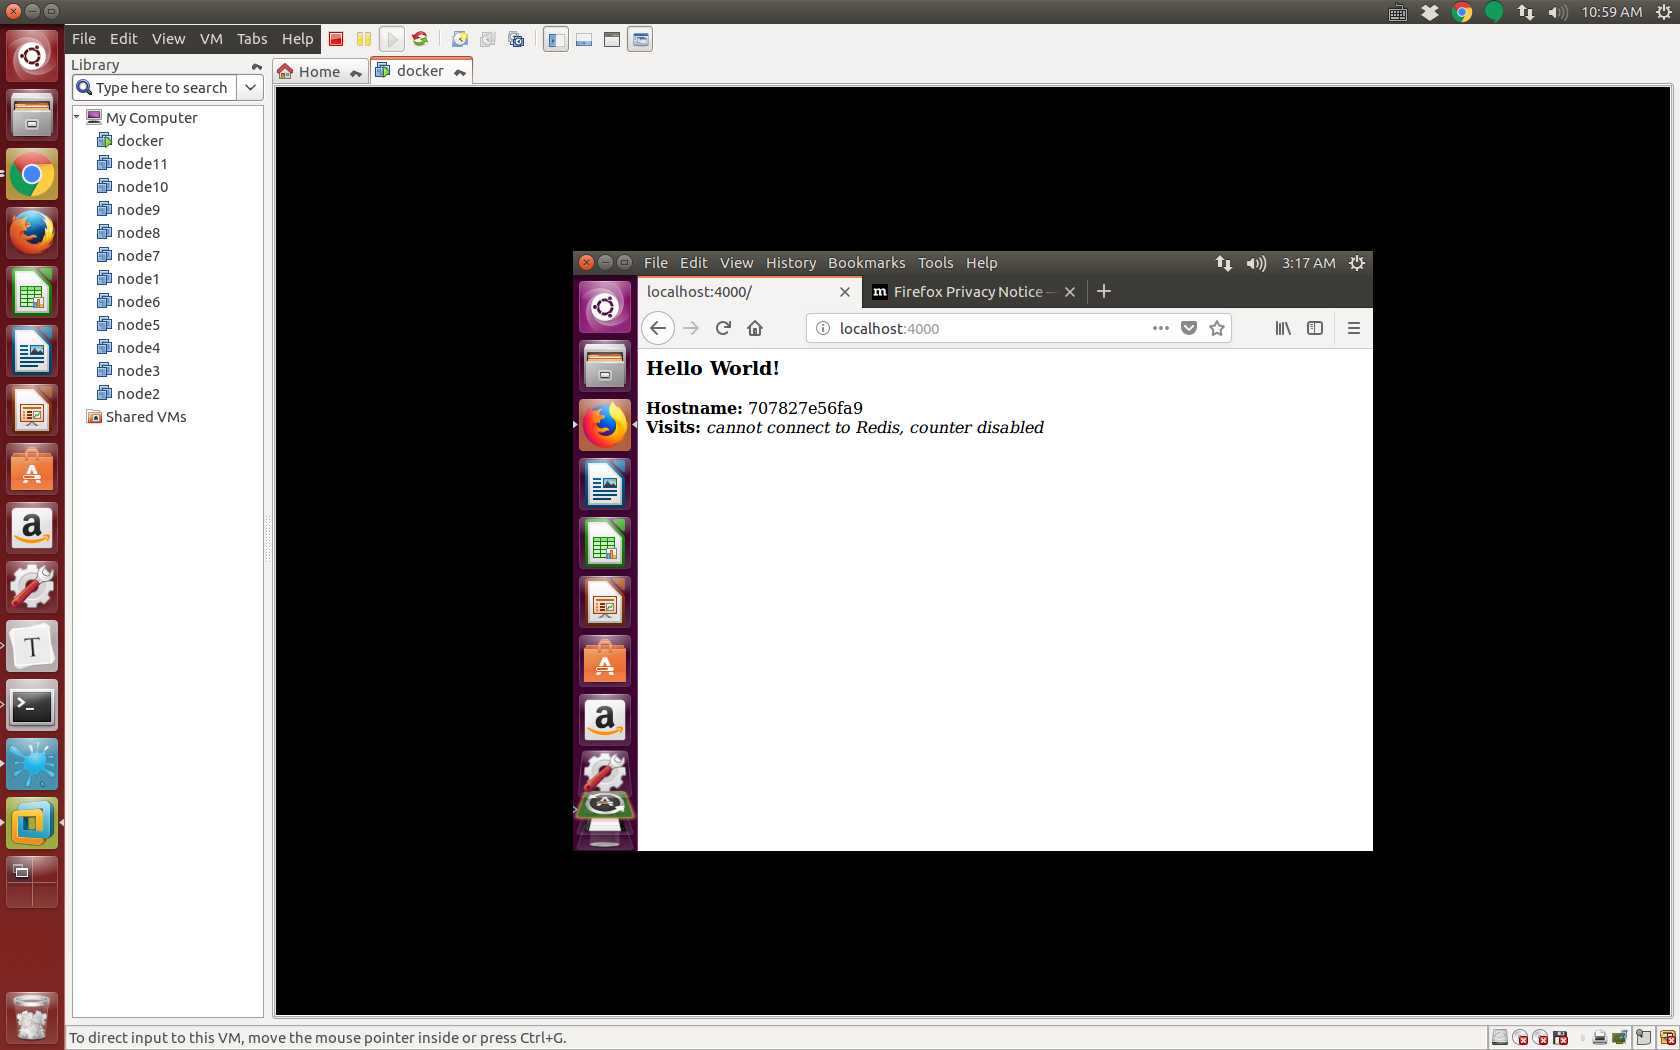 10:59 AM
File Edit View VM Tabs Help
Library
Type here to search
Home
docker
My Computer
docker
node11
node10
node9
node8
node7
node1
node6
node5
node4
node3
node2
Shared VMs
File Edit View History Bookmarks Tools Help
3:17 AM
localhost:4000/
Firefox Privacy Notice
localhost:4000
Hello World!
Hostname: 707827e56fa9
Visits: cannot connect to Redis, counter disabled
To direct input to this VM, move the mouse pointer inside or press Ctrl+G.